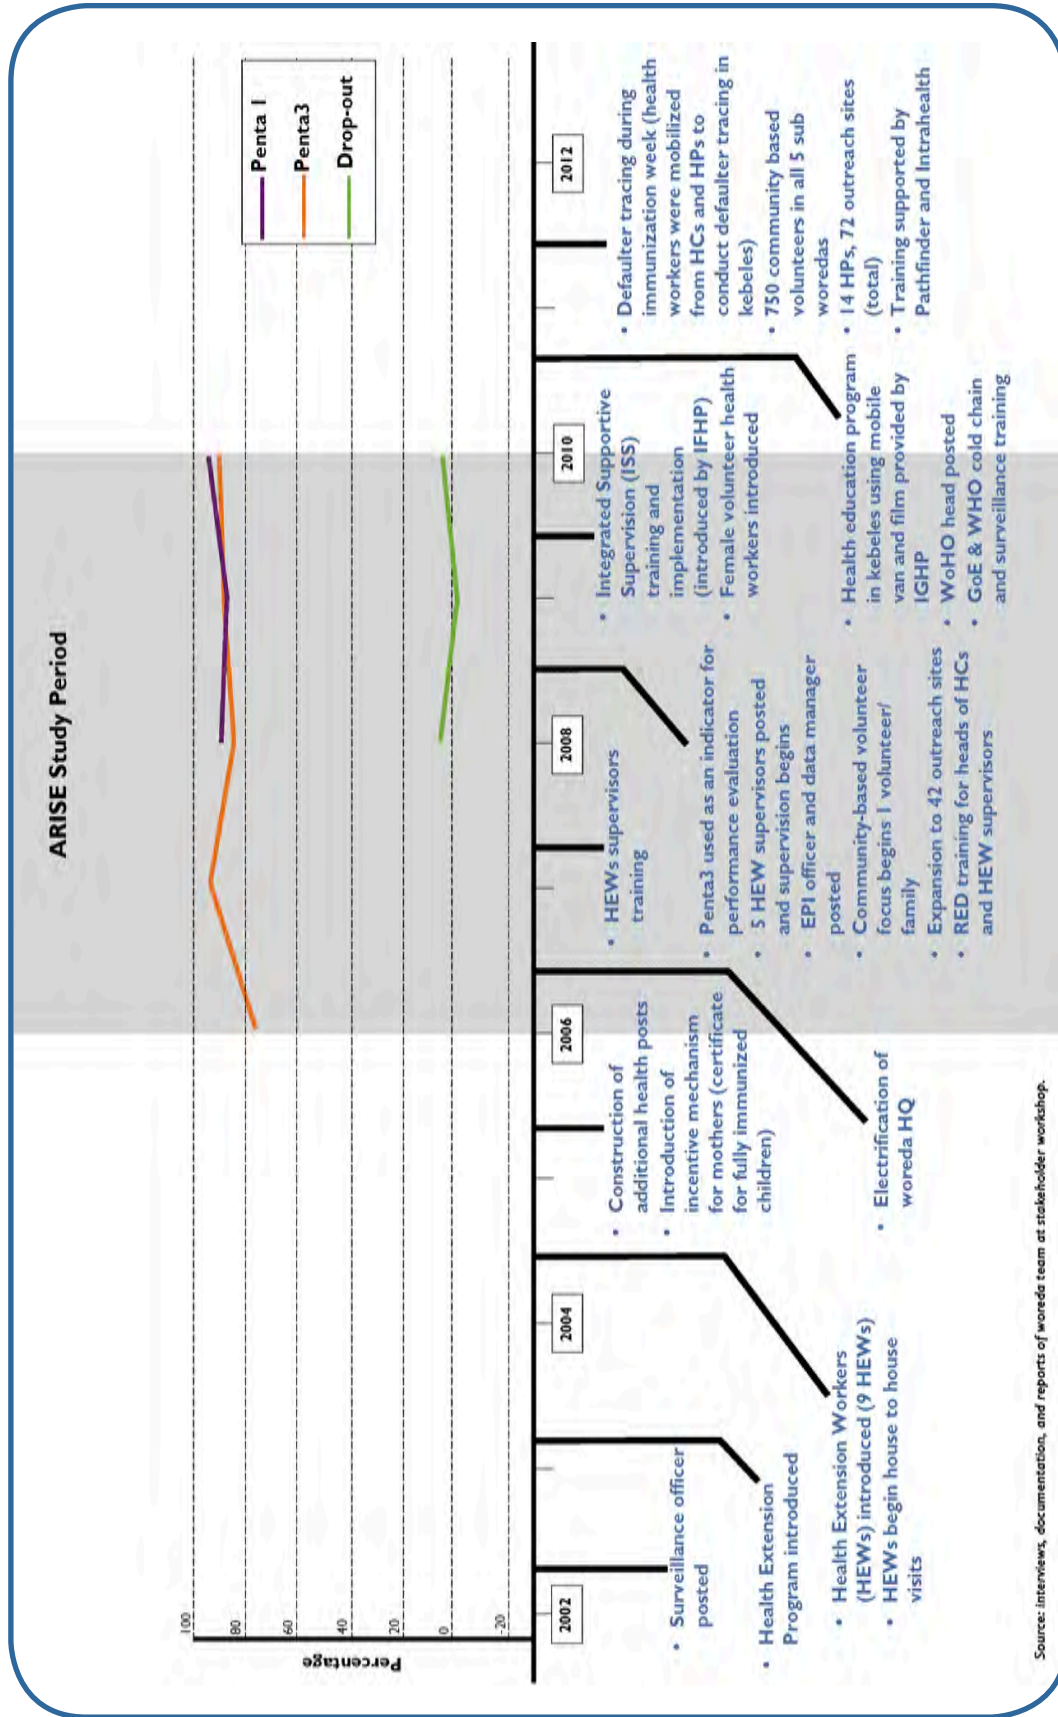 ARISE Study Period
Penta 1
Penta3
Drop-out
Percentage
100
80
60
40
20
0
-20
2002
2004
2006
2008
2010
2012
• Surveillance officer
posted
• Health Extension
Program introduced
• Health Extension Workers
(HEWs) introduced (9 HEWs)
• HEWs begin house to house
visits
• Construction of
additional health posts
• Introduction of
incentive mechanism
for mothers (certificate
for fully immunized
children)
• Electrification of
woreda HQ
• HEWs supervisors
training
• Penta3 used as an indicator for
performance evaluation
• 5 HEW supervisors posted
and supervision begins
• EPI officer and data manager
posted
• Community-based volunteer
focus begins 1 volunteer/
family
• Expansion to 42 outreach sites
• RED training for heads of HCs
and HEW supervisors
• Integrated Supportive
Supervision (ISS)
training and
implementation
(introduced by IFHP)
• Female volunteer health
workers introduced
• Health education program
in kebeles using mobile
van and film provided by
IGHP
• WoHO head posted
• GoE & WHO cold chain
and surveillance training
• Defaulter tracing during
immunization week (health
workers were mobilized
from HCs and HPs to
conduct defaulter tracing in
kebeles)
• 750 community based
volunteers in all 5 sub
woredas
• 14 HPs, 72 outreach sites
(total)
• Training supported by
Pathfinder and Intrahealth
Source: interviews, documentation, and reports of woreda team at stakeholder workshop.